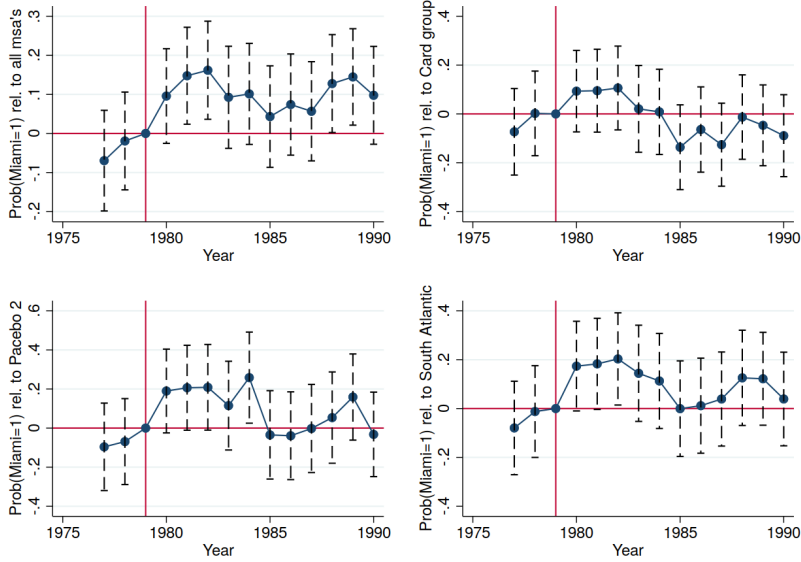 Prob(Miami=1) rel. to all msa's
.3
.2
.1
0
-.1
-.2
1975 1980 1985 1990
Year
Prob(Miami=1) rel. to Card group
.4
.2
0
-.2
-.4
1975 1980 1985 1990
Year
Prob(Miami=1) rel. to Pacebo 2
.6
.4
.2
0
-.2
-.4
1975 1980 1985 1990
Year
Prob(Miami=1) rel. to South Atlantic
.4
.2
0
-.2
-.4
1975 1980 1985 1990
Year